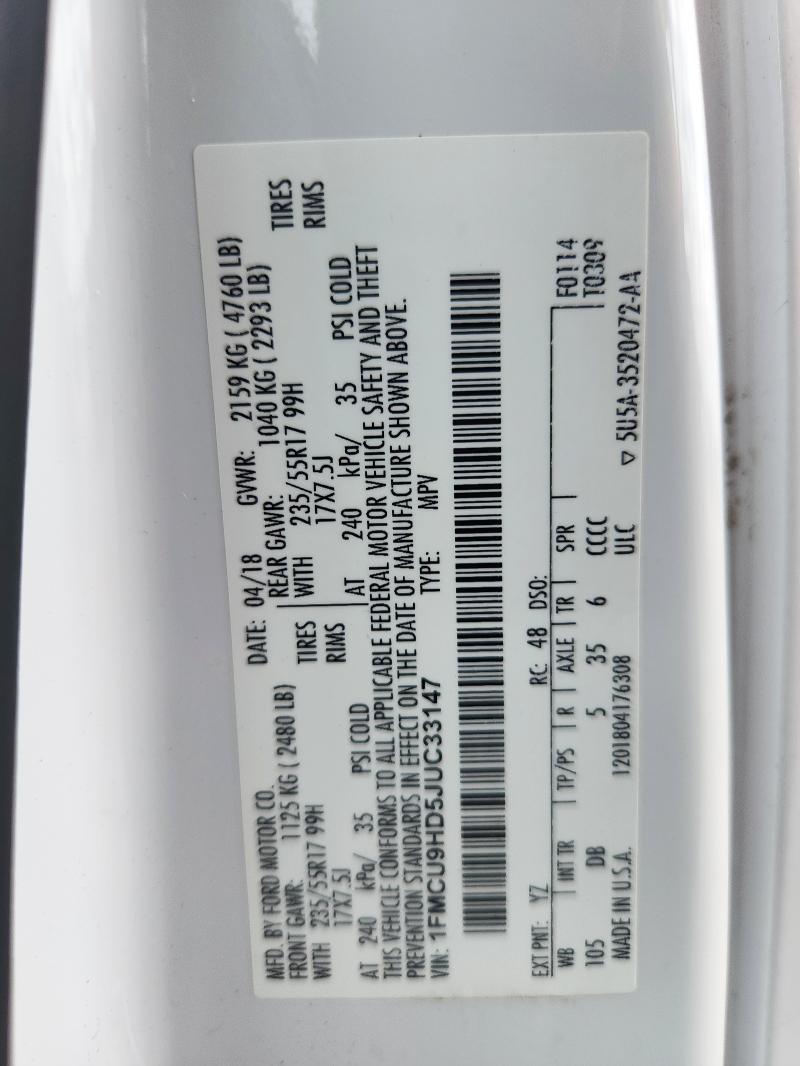 MFD. BY FORD MOTOR CO.
DATE: 04/18 GVWR: 2159 KG ( 4760 LB)
FRONT GAWR: 1125 KG ( 2480 LB) REAR GAWR: 1040 KG ( 2293 LB)
WITH 235/55R17 99H TIRES WITH 235/55R17 99H TIRES
17X7.5J RIMS 17X7.5J RIMS
AT 240 kPa/ 35 PSI COLD AT 240 kPa/ 35 PSI COLD
THIS VEHICLE CONFORMS TO ALL APPLICABLE FEDERAL MOTOR VEHICLE SAFETY AND THEFT
PREVENTION STANDARDS IN EFFECT ON THE DATE OF MANUFACTURE SHOWN ABOVE.
VIN: 1FMCU9HD5JUC33147 TYPE: MPV
EXT PNT: YZ RC: 48 DSO:
WB INT TR TP/PS R AXLE TR SPR F0114
105 DB 5 35 6 CCCC T0309
MADE IN U.S.A. 1201804176308 ULC
▽ 5U5A-3520472-AA